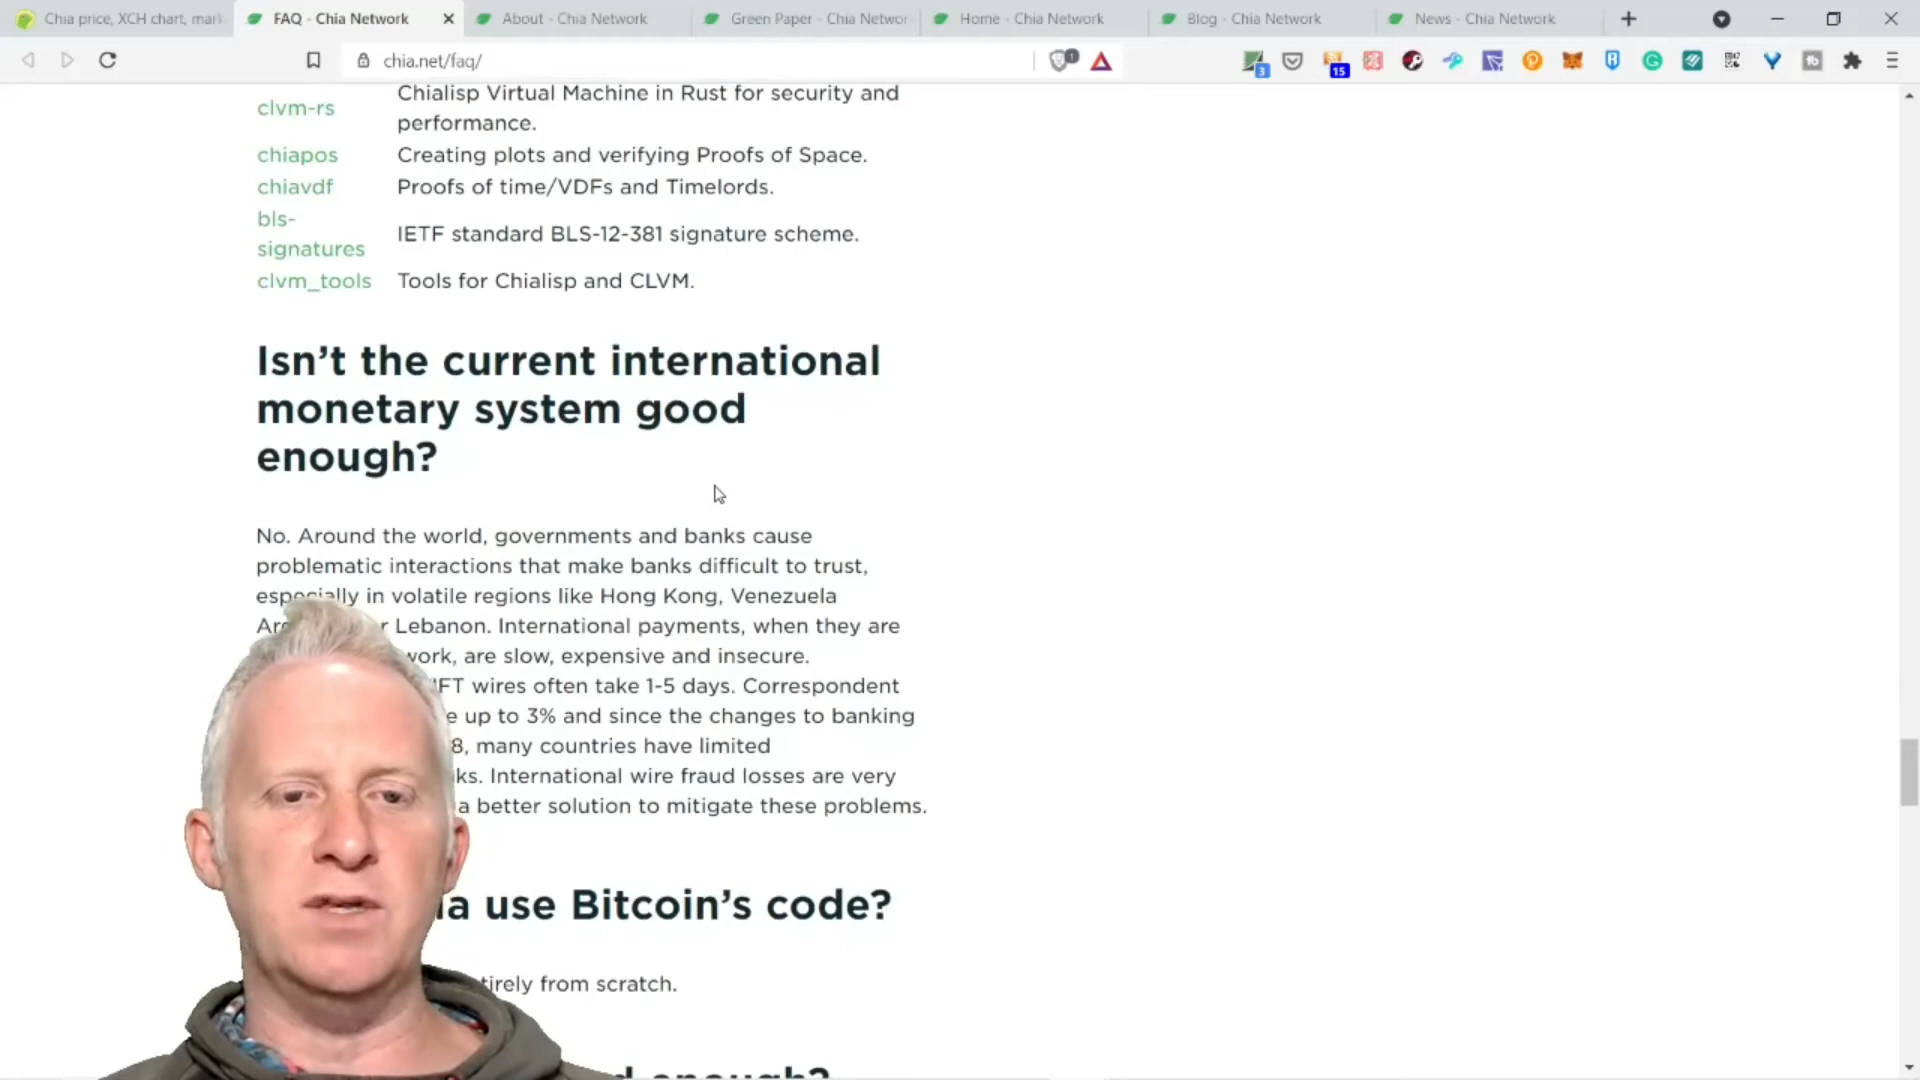 Chia price, XCH chart, mark
FAQ - Chia Network
About - Chia Network
Green Paper - Chia Networ
Home - Chia Network
Blog - Chia Network
News - Chia Network
chia.net/faq/
1
3
15
clvm-rs
Chialisp Virtual Machine in Rust for security and
performance.
chiapos
Creating plots and verifying Proofs of Space.
chiavdf
Proofs of time/VDFs and Timelords.
bls-
signatures
IETF standard BLS-12-381 signature scheme.
clvm_tools
Tools for Chialisp and CLVM.
Isn't the current international
monetary system good
enough?
No. Around the world, governments and banks cause
problematic interactions that make banks difficult to trust,
especially in volatile regions like Hong Kong, Venezuela
Lebanon. International payments, when they are
work, are slow, expensive and insecure.
wires often take 1-5 days. Correspondent
up to 3% and since the changes to banking
8, many countries have limited
International wire fraud losses are very
a better solution to mitigate these problems.
use Bitcoin's code?
from scratch.